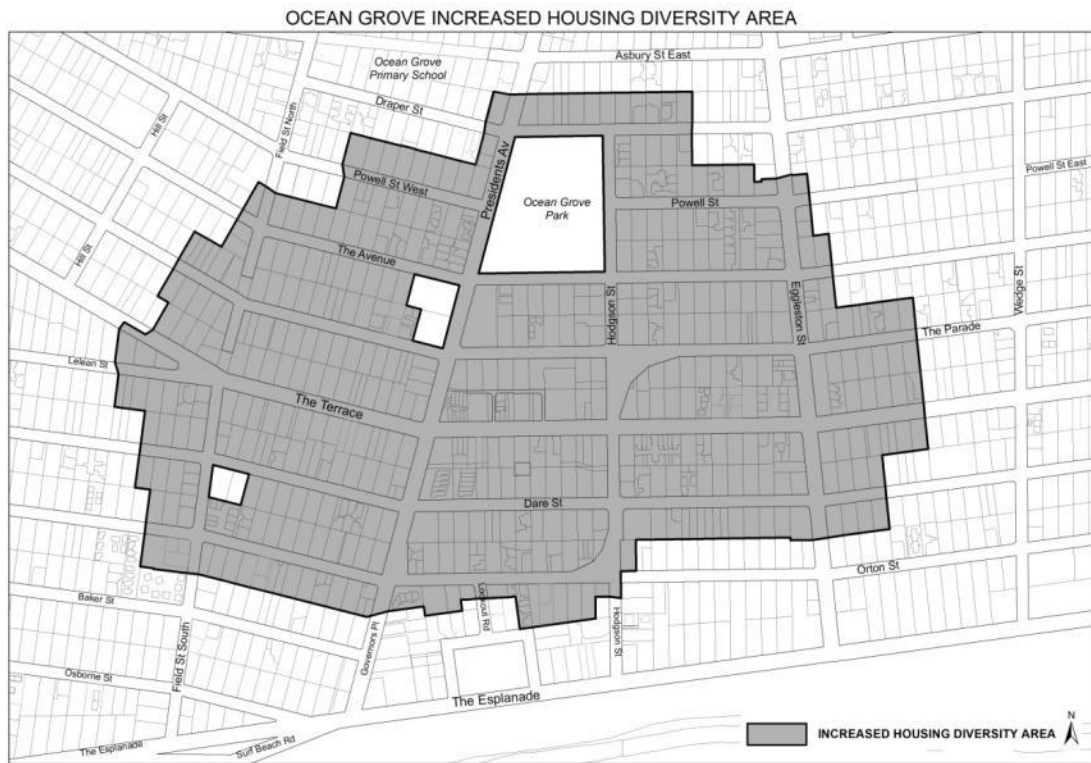 OCEAN GROVE INCREASED HOUSING DIVERSITY AREA
Asbury St East
Ocean Grove
Primary School
Draper St
Hill St
Field St North
Presidents Av
Powell St West
Powell St East
Ocean Grove
Park
Powell St
The Avenue
Hill St
Hodgson St
Eggleston St
Wedge St
The Parade
Lelean St
The Terrace
Dare St
Orton St
Baker St
Lookout Rd
Hodgson St
Governors Pl
Field St South
Osborne St
The Esplanade
The Esplanade
Surf Beach Rd
INCREASED HOUSING DIVERSITY AREA
N